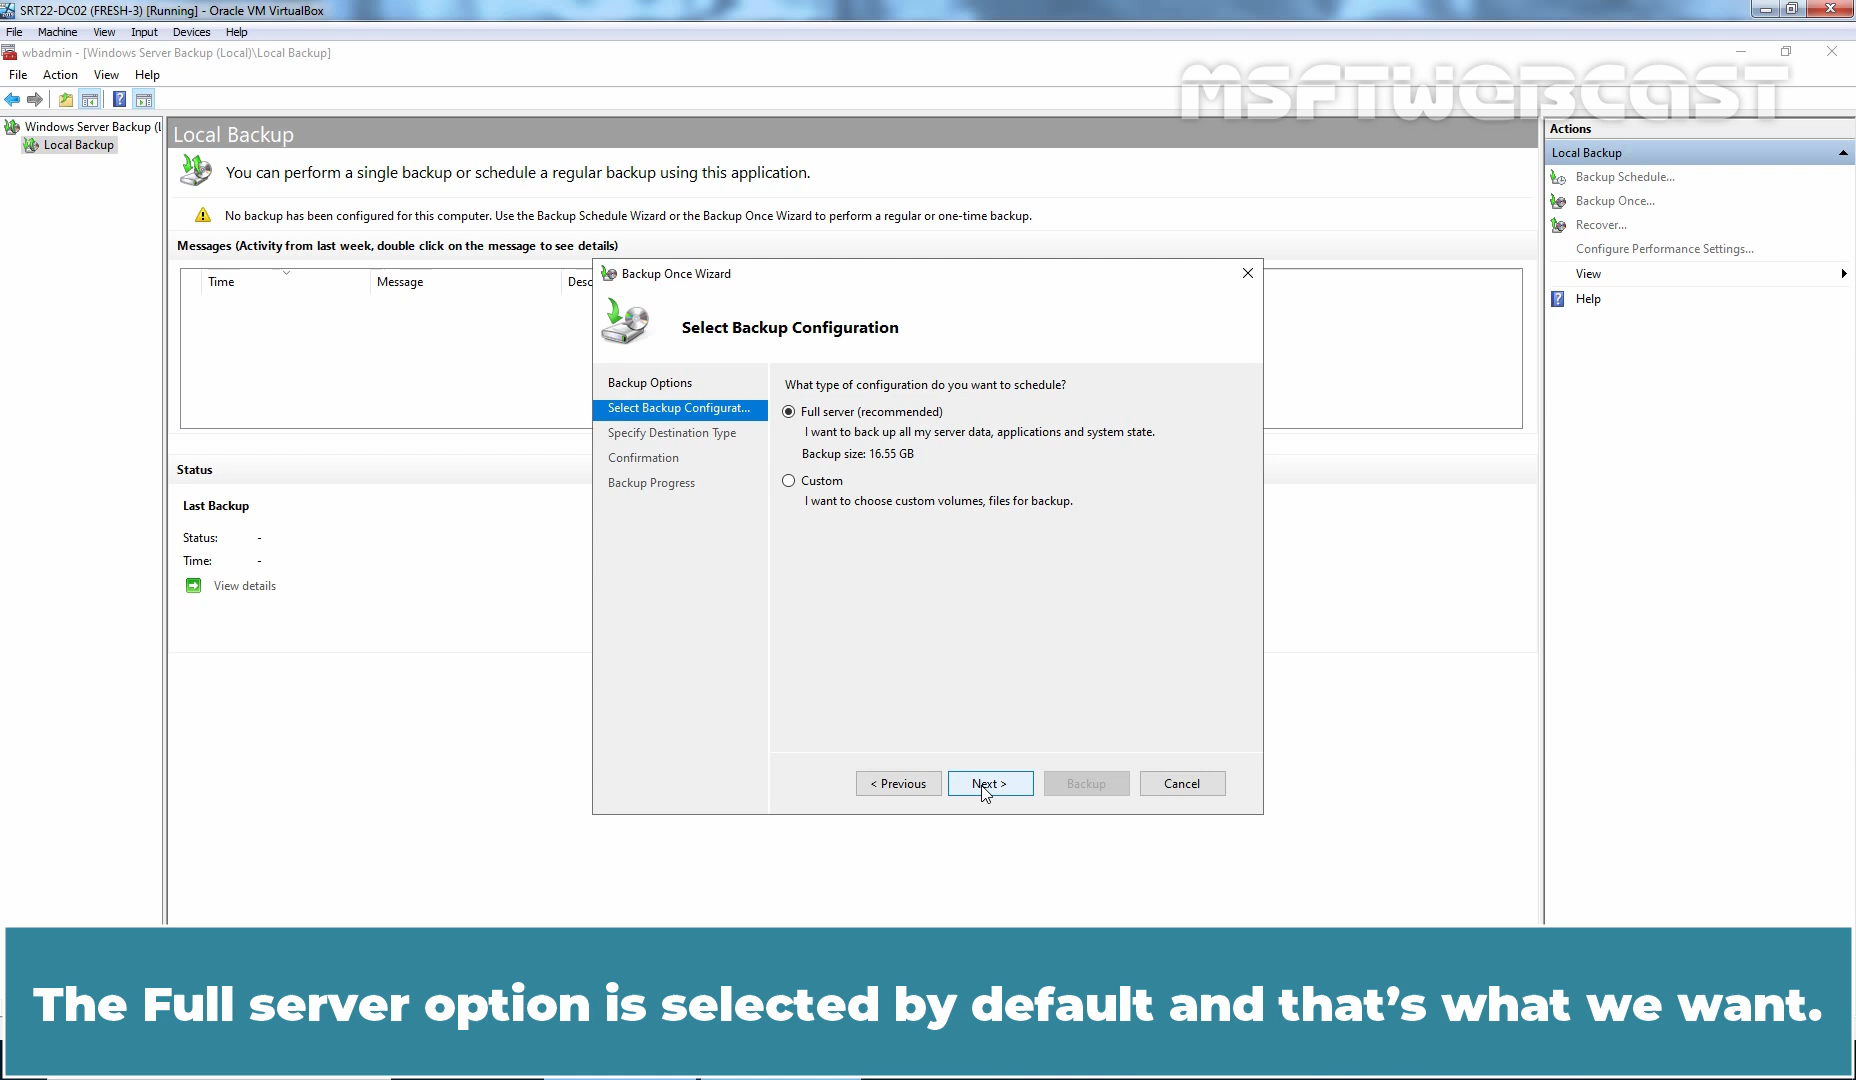 SRT22-DC02 (FRESH-3) [Running] - Oracle VM VirtualBox
File Machine View Input Devices Help
wbadmin - [Windows Server Backup (Local)\Local Backup]
File Action View Help
MSFTWEBCAST
Windows Server Backup (L
Local Backup
Local Backup
You can perform a single backup or schedule a regular backup using this application.
No backup has been configured for this computer. Use the Backup Schedule Wizard or the Backup Once Wizard to perform a regular or one-time backup.
Messages (Activity from last week, double click on the message to see details)
Time Message Desc
Status
Last Backup
Status: -
Time: -
View details
Backup Once Wizard
Select Backup Configuration
Backup Options
Select Backup Configurat...
Specify Destination Type
Confirmation
Backup Progress
What type of configuration do you want to schedule?
Full server (recommended)
I want to back up all my server data, applications and system state.
Backup size: 16.55 GB
Custom
I want to choose custom volumes, files for backup.
< Previous Next > Backup Cancel
Actions
Local Backup
Backup Schedule...
Backup Once...
Recover...
Configure Performance Settings...
View
Help
The Full server option is selected by default and that’s what we want.